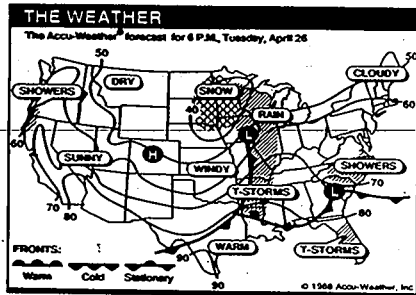 THE WEATHER
The Accu-Weather® forecast for 6 P.M., Tuesday, April 26
50
50
DRY
SNOW
CLOUDY
SHOWERS
40
RAIN
60
60
L
SUNNY
H
WINDY
SHOWERS
T-STORMS
L
70
70
80
80
WARM
T-STORMS
FRONTS:
90
Warm Cold Stationary
90
© 1988 Accu-Weather, Inc